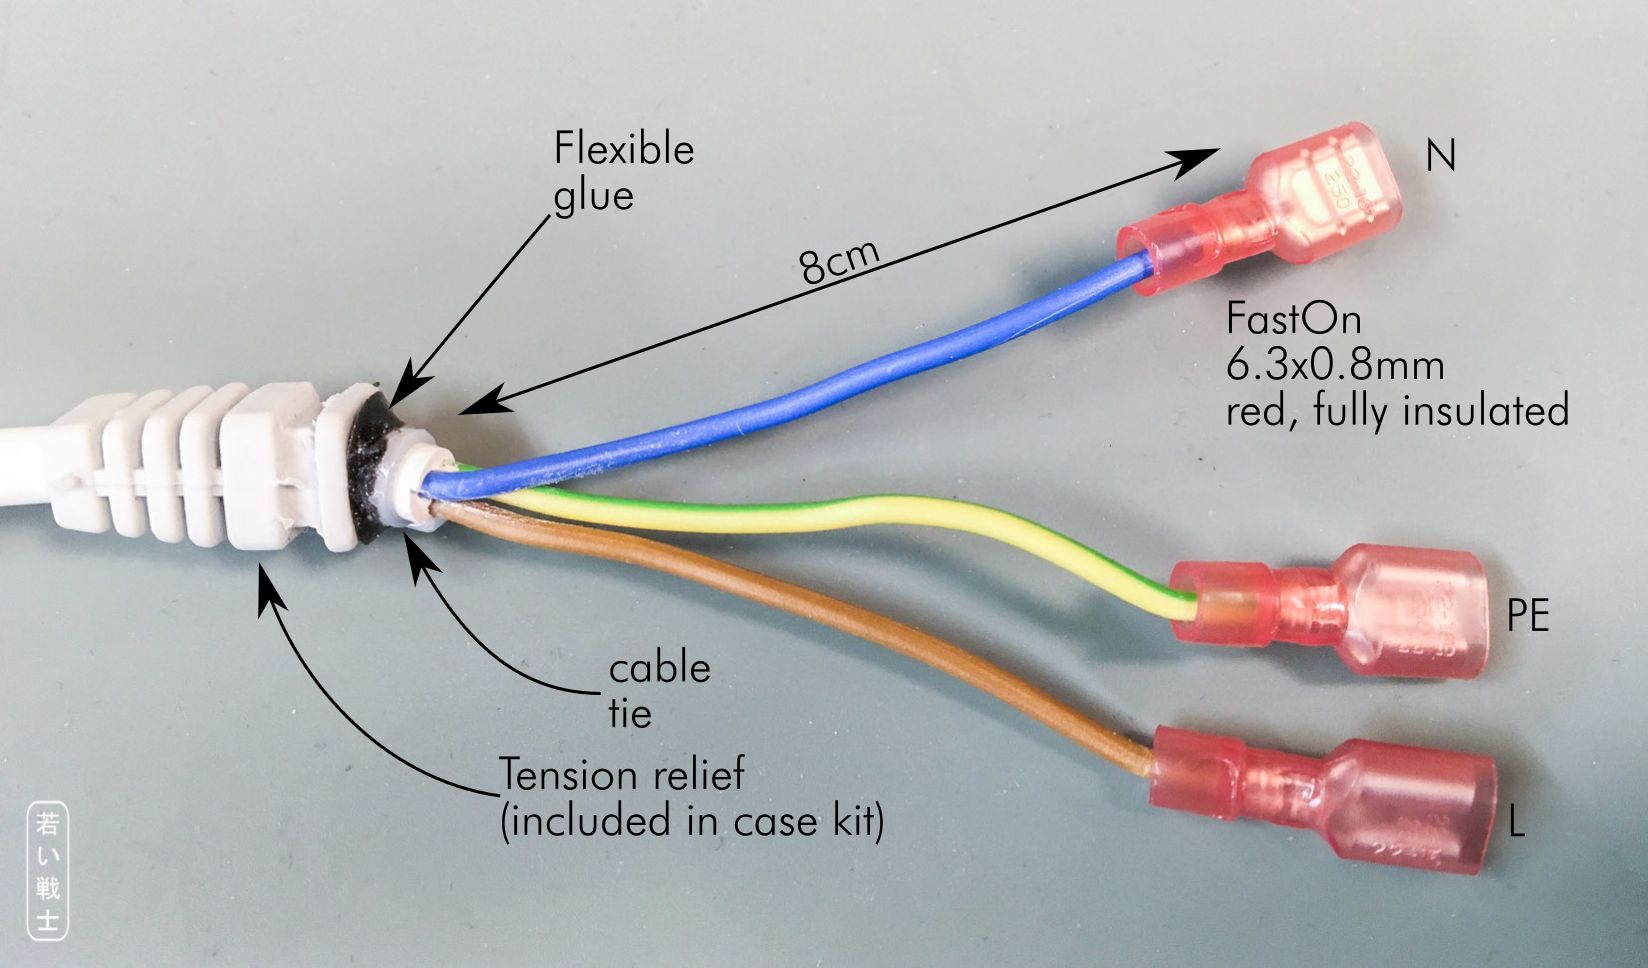 Flexible
glue
8cm
N
FastOn
6.3x0.8mm
red, fully insulated
PE
cable
tie
Tension relief
(included in case kit)
L
若い戦士